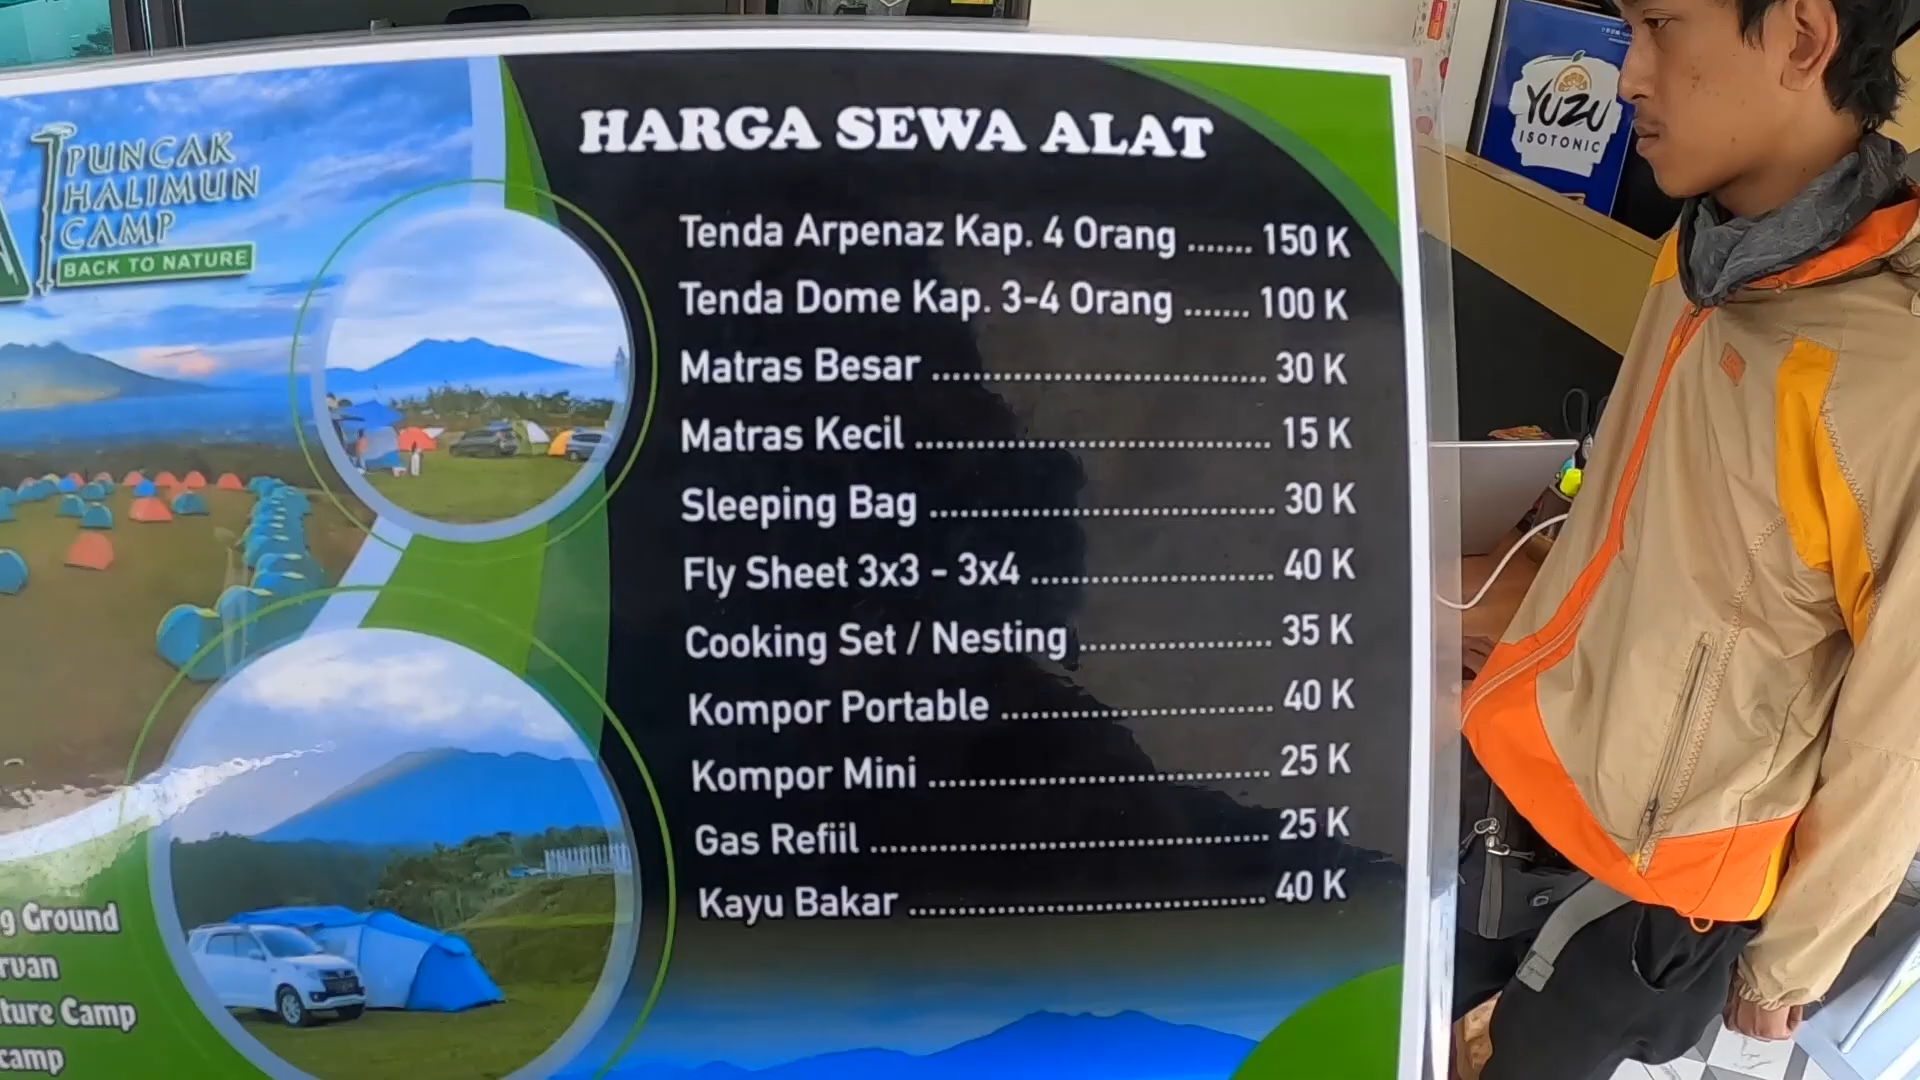 PUNCAK
HALIMUN
CAMP
BACK TO NATURE
HARGA SEWA ALAT
Tenda Arpenaz Kap. 4 Orang ....... 150 K
Tenda Dome Kap. 3-4 Orang ....... 100 K
Matras Besar ................................... 30 K
Matras Kecil ..................................... 15 K
Sleeping Bag .................................... 30 K
Fly Sheet 3x3 - 3x4 ......................... 40 K
Cooking Set / Nesting .................... 35 K
Kompor Portable ............................ 40 K
Kompor Mini ................................... 25 K
Gas Refiil ......................................... 25 K
Kayu Bakar ..................................... 40 K
g Ground
rvan
ture Camp
camp
YUZU
ISOTONIC